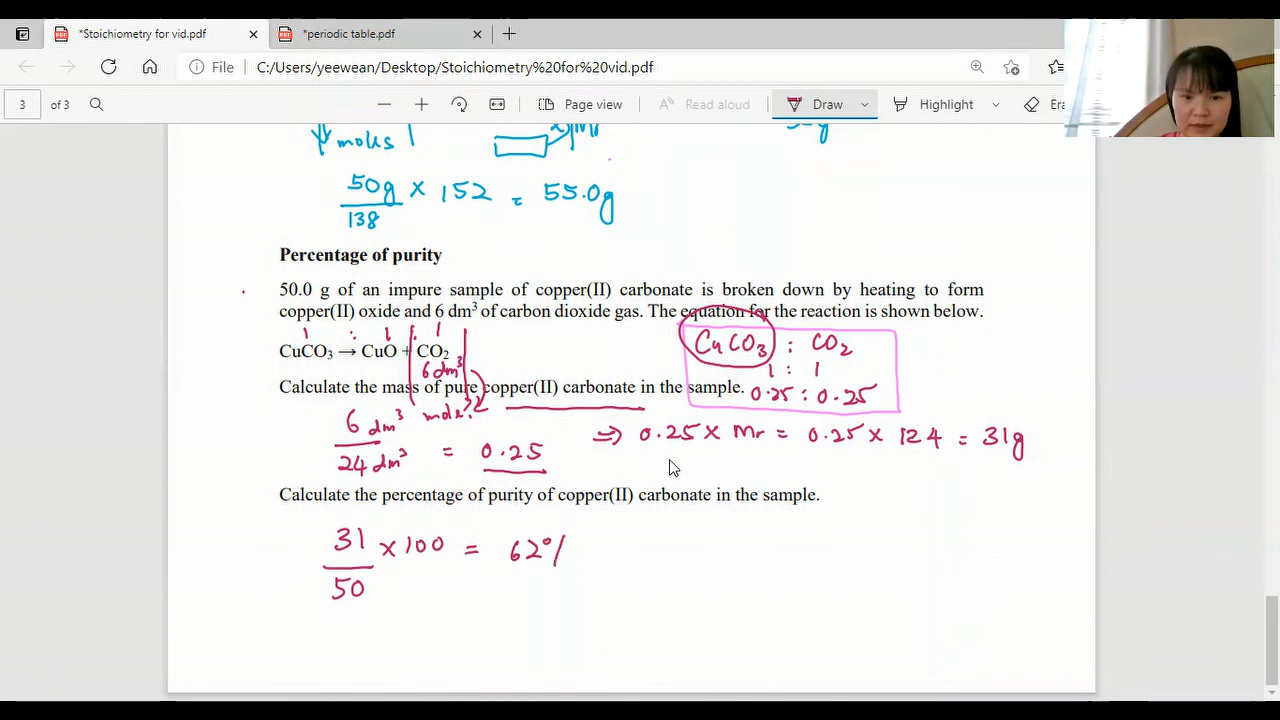 *Stoichiometry for vid.pdf
*periodic table.pdf
File | C:/Users/yeewean/Desktop/Stoichiometry%20for%20vid.pdf
3 of 3 Page view Read aloud Draw Highlight
moles
50g/138 × 152 = 55.0g
Percentage of purity
50.0 g of an impure sample of copper(II) carbonate is broken down by heating to form
copper(II) oxide and 6 dm³ of carbon dioxide gas. The equation for the reaction is shown below.
1 : 1 : 1
CuCO₃ → CuO + CO₂
6dm³
CuCO₃ : CO₂
1 : 1
0.25 : 0.25
Calculate the mass of pure copper(II) carbonate in the sample.
mole?
6dm³/24dm³ = 0.25
⇒ 0.25 × Mr = 0.25 × 124 = 31g
Calculate the percentage of purity of copper(II) carbonate in the sample.
31/50 × 100 = 62%